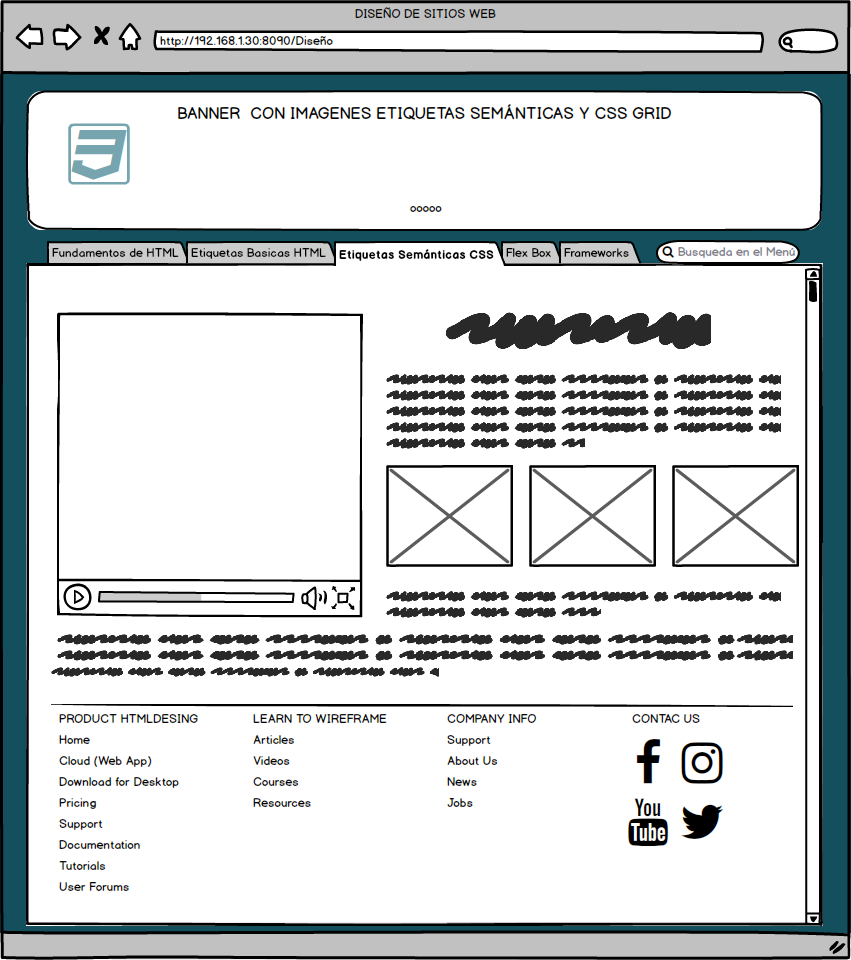 DISEÑO DE SITIOS WEB
http://192.168.1.30:8090/Diseño
BANNER CON IMAGENES ETIQUETAS SEMÁNTICAS Y CSS GRID
ooooo
Fundamentos de HTML
Etiquetas Basicas HTML
Etiquetas Semánticas CSS
Flex Box
Frameworks
Busqueda en el Menú
PRODUCT HTMLDESING
Home
Cloud (Web App)
Download for Desktop
Pricing
Support
Documentation
Tutorials
User Forums
LEARN TO WIREFRAME
Articles
Videos
Courses
Resources
COMPANY INFO
Support
About Us
News
Jobs
CONTAC US
You
Tube